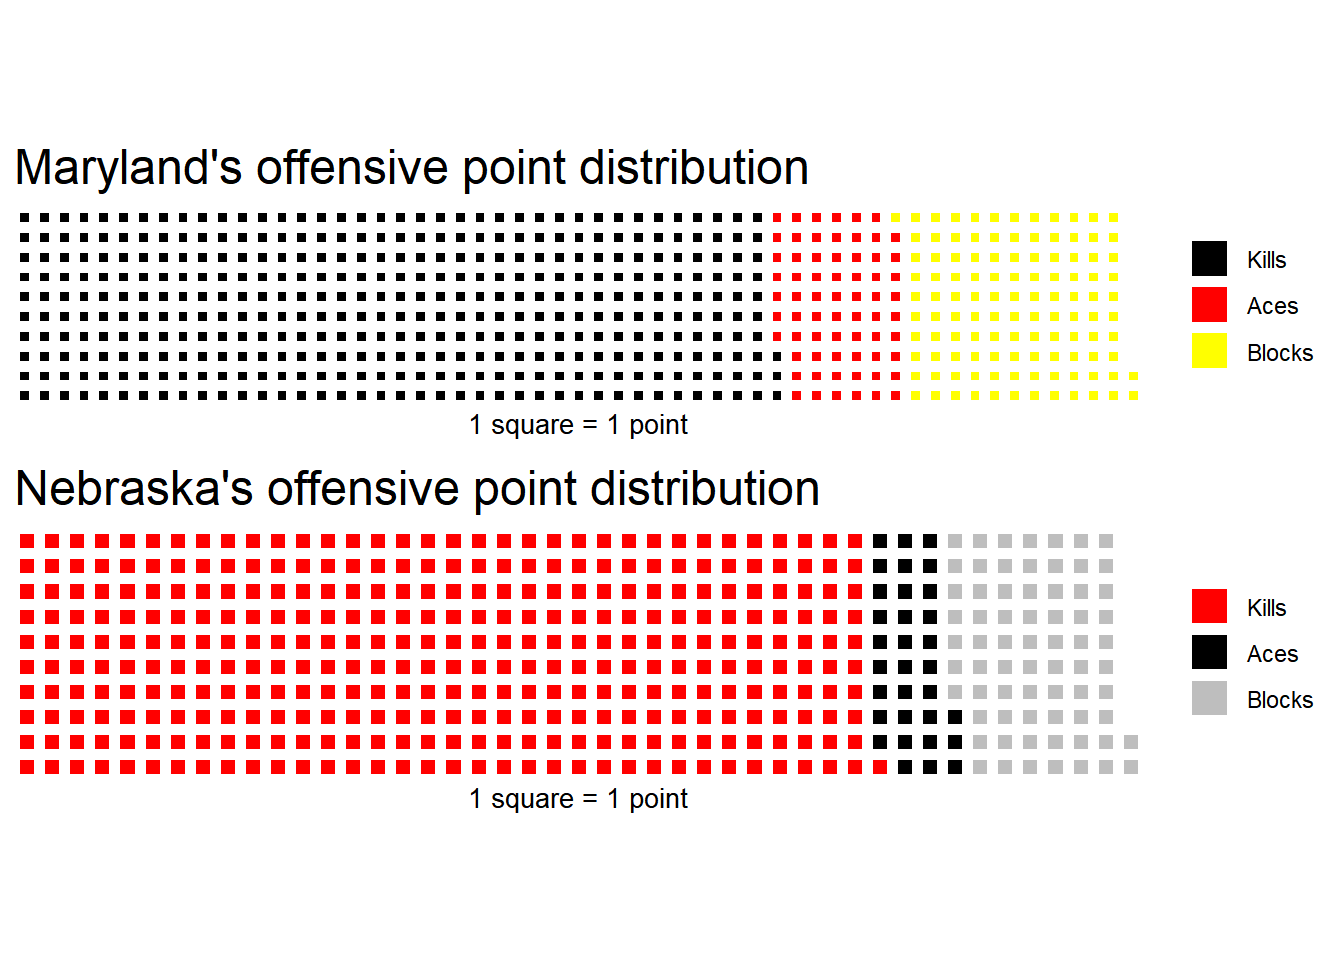 Maryland's offensive point distribution
Kills
Aces
Blocks
1 square = 1 point
Nebraska's offensive point distribution
Kills
Aces
Blocks
1 square = 1 point